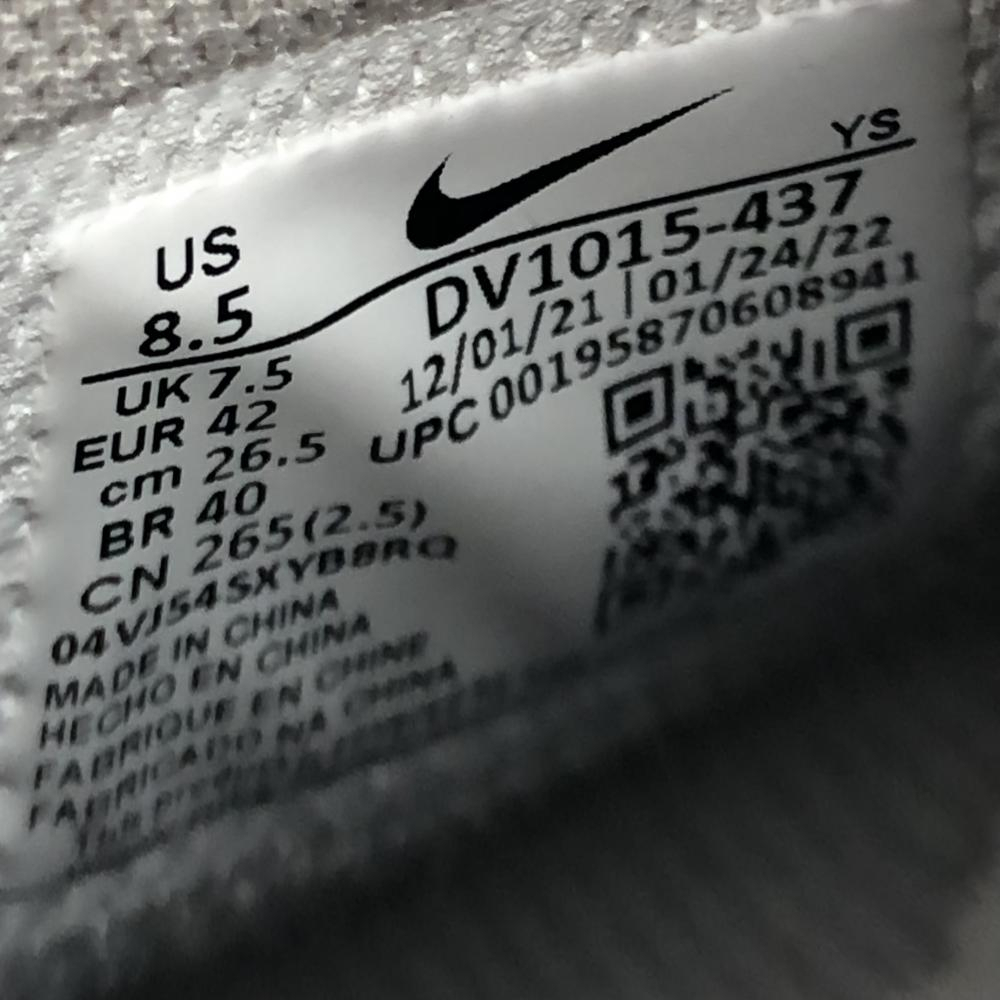 YS
US
8.5
DV1015-437
12/01/21 | 01/24/22
UPC 00195870608941
UK 7.5
EUR 42
cm 26.5
BR 40
CN 265(2.5)
04VJ54SXYB8RQ
MADE IN CHINA
HECHO EN CHINA
FABRIQUE EN CHINE
FABRICADO NA CHINA